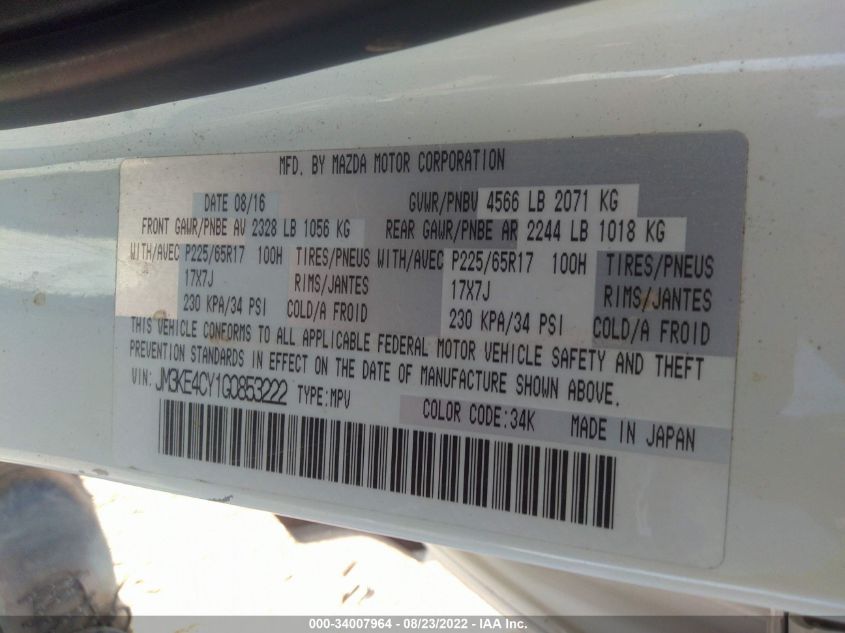 MFD. BY MAZDA MOTOR CORPORATION
DATE 08/16 GVWR/PNBV 4566 LB 2071 KG
FRONT GAWR/PNBE AV 2328 LB 1056 KG REAR GAWR/PNBE AR 2244 LB 1018 KG
WITH/AVEC P225/65R17 100H TIRES/PNEUS WITH/AVEC P225/65R17 100H TIRES/PNEUS
17X7J RIMS/JANTES 17X7J RIMS/JANTES
230 KPA/34 PSI COLD/A FROID 230 KPA/34 PSI COLD/A FROID
THIS VEHICLE CONFORMS TO ALL APPLICABLE FEDERAL MOTOR VEHICLE SAFETY AND THEFT
PREVENTION STANDARDS IN EFFECT ON THE DATE OF MANUFACTURE SHOWN ABOVE.
VIN: JM3KE4CY1G0853222 TYPE:MPV
COLOR CODE:34K MADE IN JAPAN
000-34007964 - 08/23/2022 - IAA Inc.